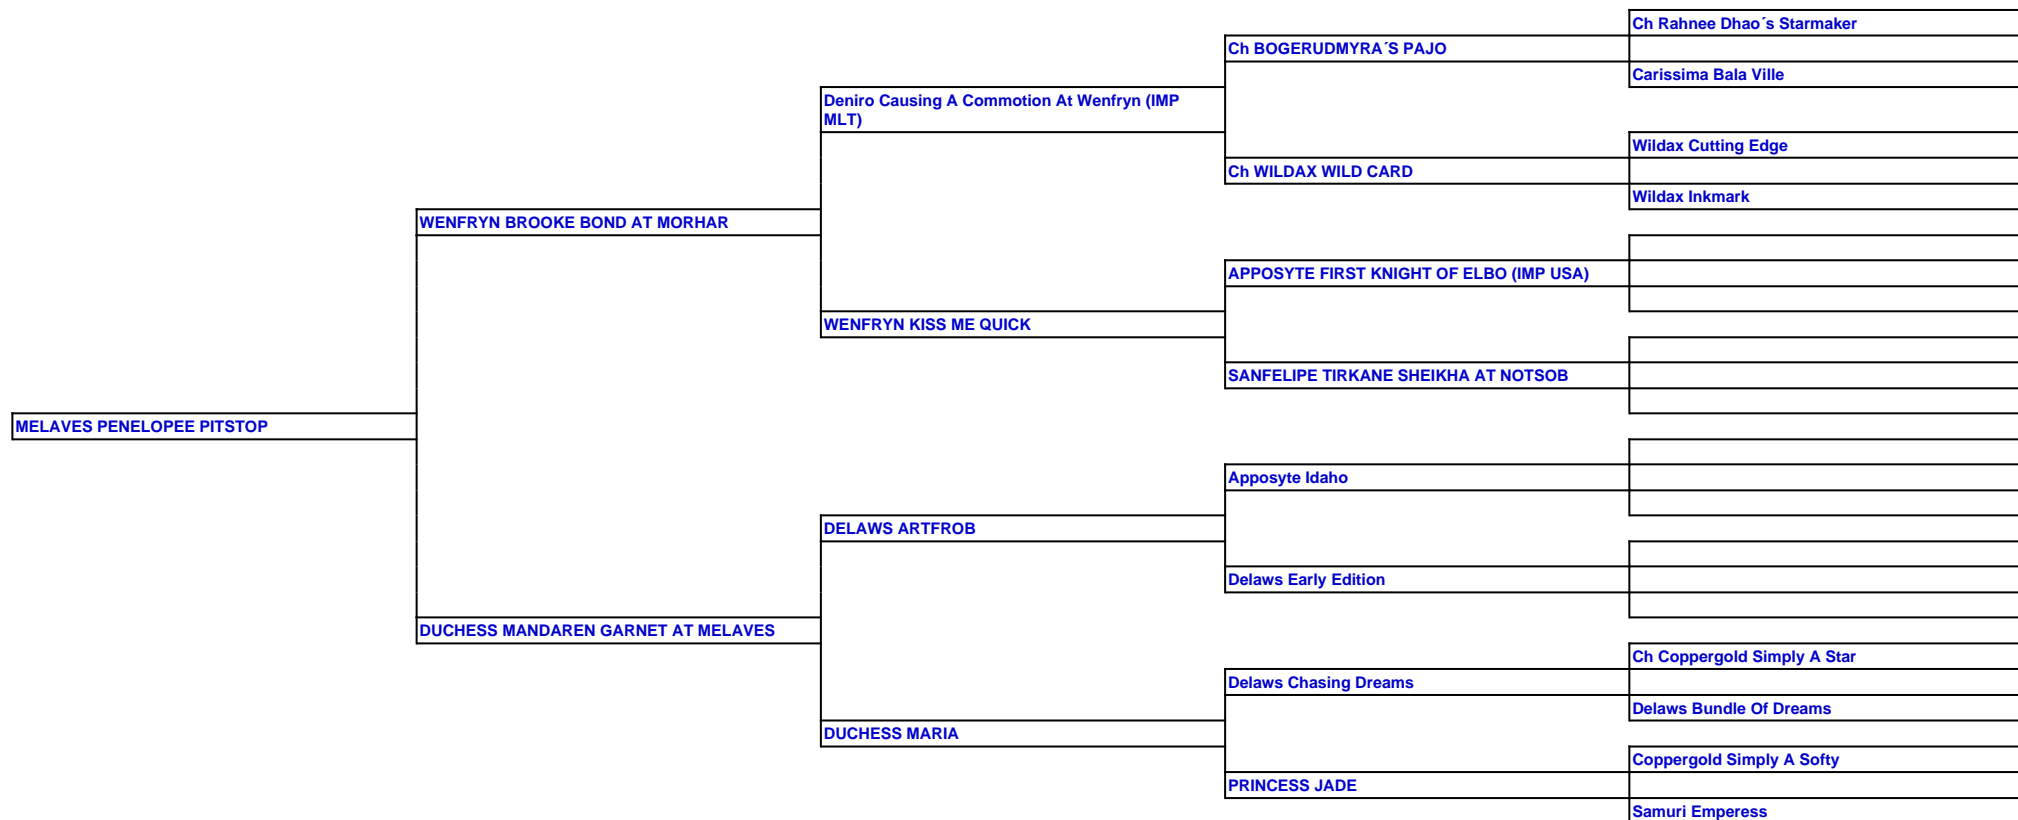 Ch Rahnee Dhao´s Starmaker
Ch BOGERUDMYRA´S PAJO
Carissima Bala Ville
Deniro Causing A Commotion At Wenfryn (IMP
MLT)
Wildax Cutting Edge
Ch WILDAX WILD CARD
Wildax Inkmark
WENFRYN BROOKE BOND AT MORHAR
APPOSYTE FIRST KNIGHT OF ELBO (IMP USA)
WENFRYN KISS ME QUICK
SANFELIPE TIRKANE SHEIKHA AT NOTSOB
MELAVES PENELOPEE PITSTOP
Apposyte Idaho
DELAWS ARTFROB
Delaws Early Edition
DUCHESS MANDAREN GARNET AT MELAVES
Ch Coppergold Simply A Star
Delaws Chasing Dreams
Delaws Bundle Of Dreams
DUCHESS MARIA
Coppergold Simply A Softy
PRINCESS JADE
Samuri Emperess